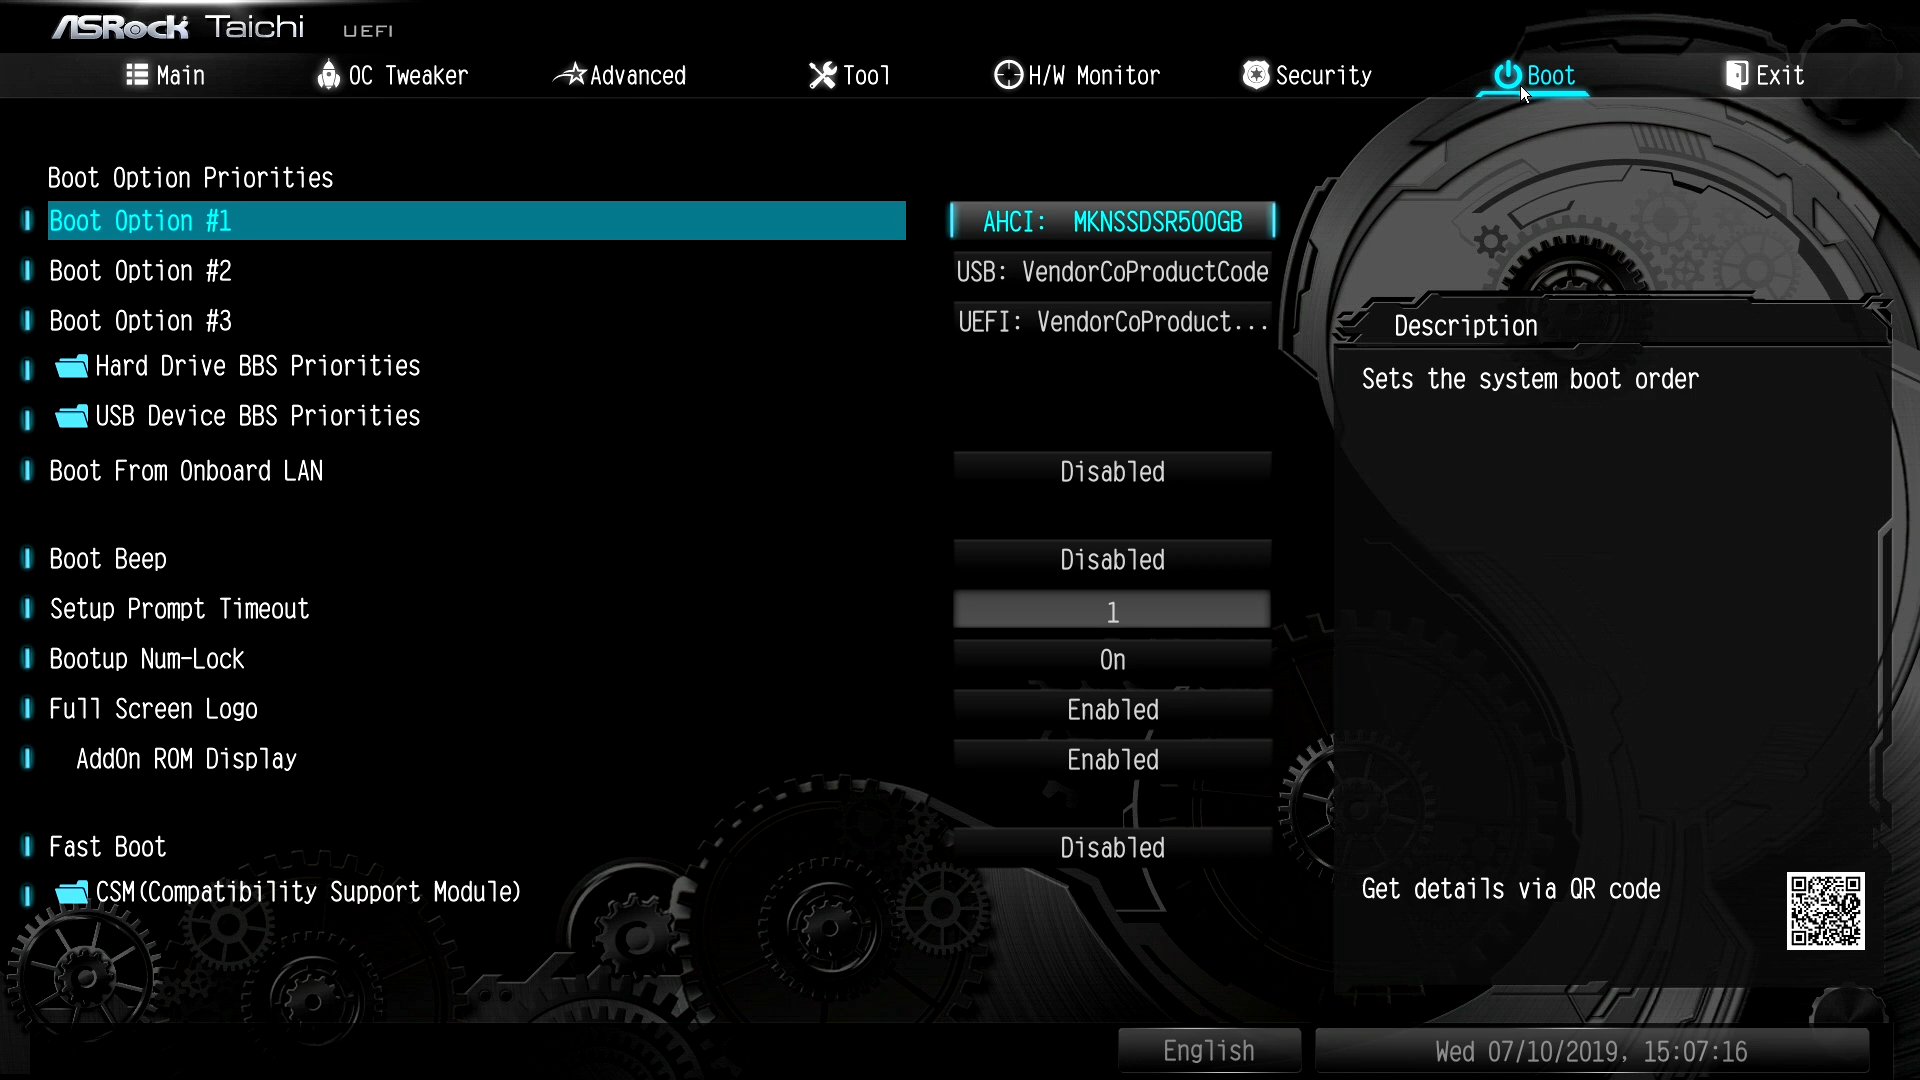 ASRock Taichi UEFI
Main OC Tweaker Advanced Tool H/W Monitor Security Boot Exit
Boot Option Priorities
Boot Option #1 AHCI: MKNSSDSR500GB
Boot Option #2 USB: VendorCoProductCode
Boot Option #3 UEFI: VendorCoProduct...
Hard Drive BBS Priorities
USB Device BBS Priorities
Boot From Onboard LAN Disabled
Boot Beep Disabled
Setup Prompt Timeout 1
Bootup Num-Lock On
Full Screen Logo Enabled
AddOn ROM Display Enabled
Fast Boot Disabled
CSM(Compatibility Support Module)
Description
Sets the system boot order
Get details via QR code
English
Wed 07/10/2019, 15:07:16